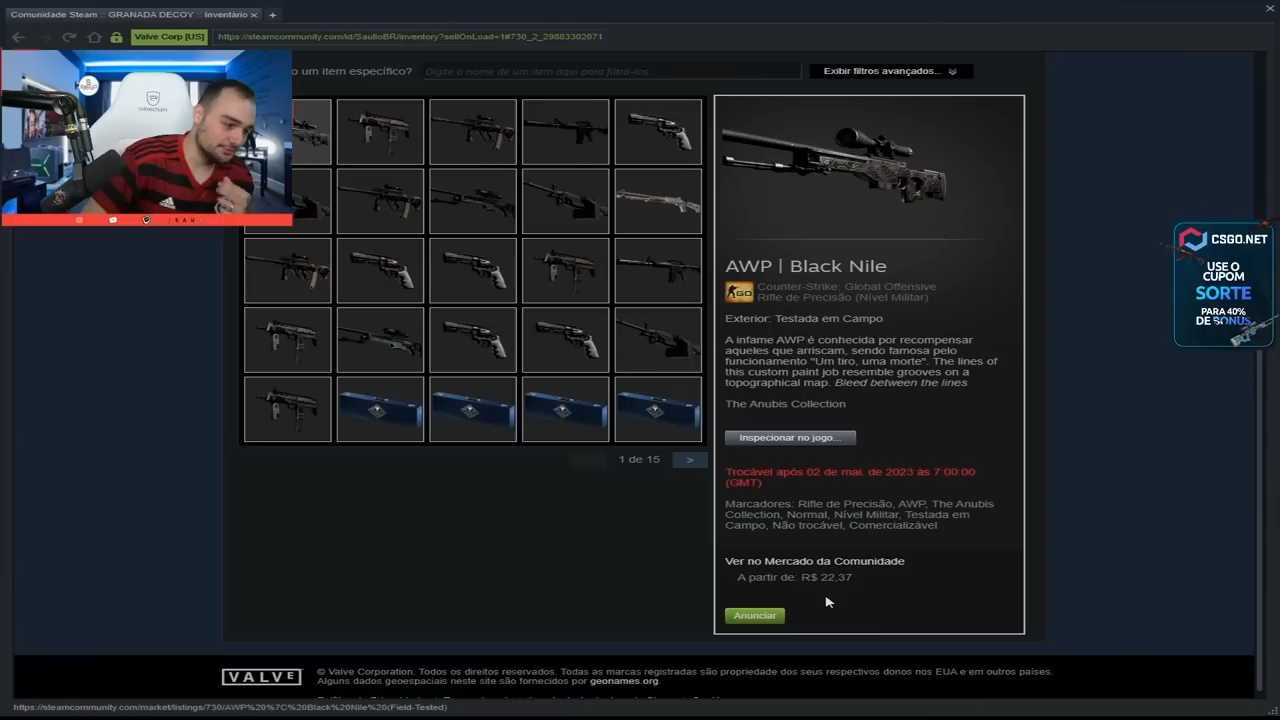 Comunidade Steam :: GRANADA DECOY :: Inventário
Valve Corp [US]
https://steamcommunity.com/id/SaulloBR/inventory?sellOnLoad=1#730_2_29883302071
o um item específico?
Digite o nome de um item aqui para filtrá-los
Exibir filtros avançados...
AWP | Black Nile
Counter-Strike: Global Offensive
Rifle de Precisão (Nível Militar)
Exterior: Testada em Campo
A infame AWP é conhecida por recompensar
aqueles que arriscam, sendo famosa pelo
funcionamento "Um tiro, uma morte". The lines of
this custom paint job resemble grooves on a
topographical map. Bleed between the lines
The Anubis Collection
Inspecionar no jogo...
Trocável após 02 de mai. de 2023 às 7:00:00
(GMT)
Marcadores: Rifle de Precisão, AWP, The Anubis
Collection, Normal, Nível Militar, Testada em
Campo, Não trocável, Comercializável
Ver no Mercado da Comunidade
A partir de: R$ 22,37
Anunciar
1 de 15
>
CSGO.NET
USE O
CUPOM
SORTE
PARA 40%
DE BONUS
VALVE
© Valve Corporation. Todos os direitos reservados. Todas as marcas registradas são propriedade dos seus respectivos donos nos EUA e em outros países.
Alguns dados geoespaciais neste site são fornecidos por geonames.org.
https://steamcommunity.com/market/listings/730/AWP%20%7C%20Black%20Nile%20(Field-Tested)